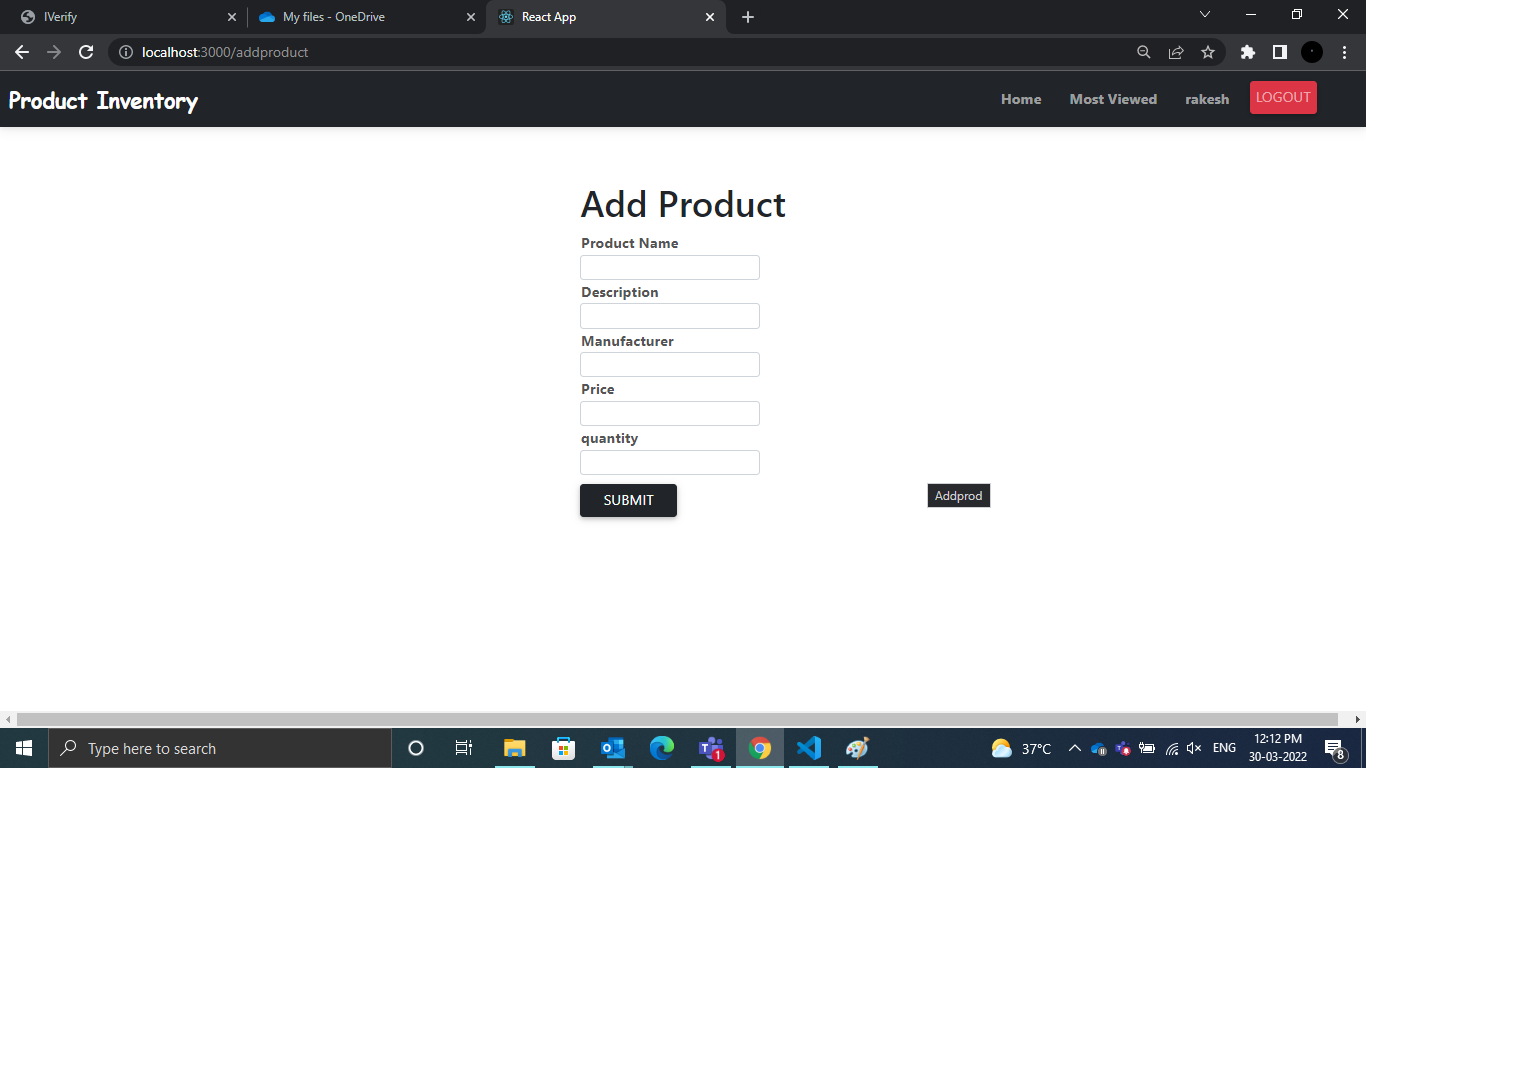 IVerify
My files - OneDrive
React App
localhost:3000/addproduct
Product Inventory
Home
Most Viewed
rakesh
LOGOUT
Add Product
Product Name
Description
Manufacturer
Price
quantity
SUBMIT
Addprod
Type here to search
1
37°C
ENG
12:12 PM
30-03-2022
8